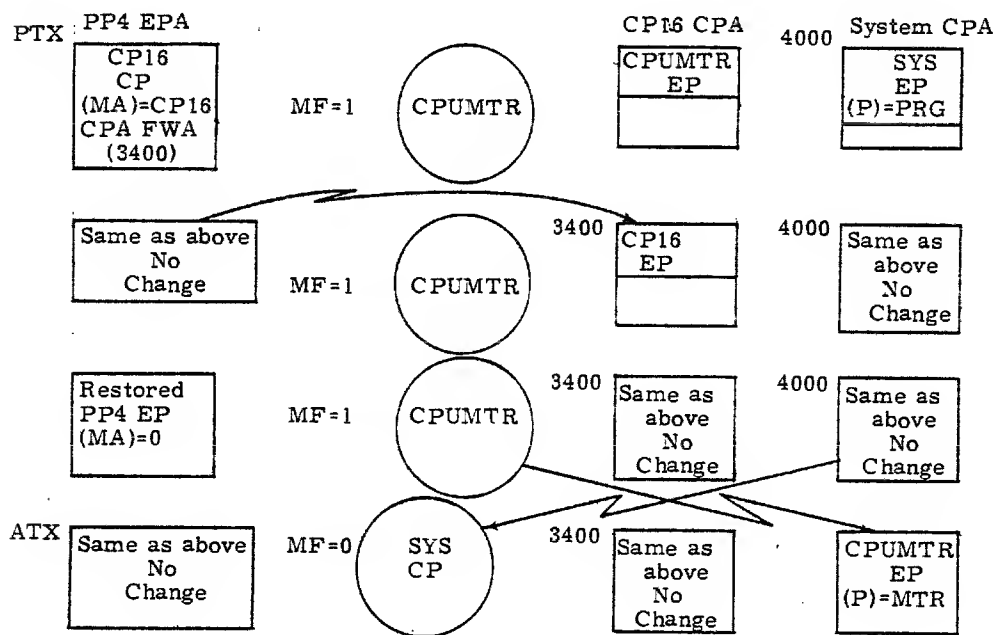 PTX
PP4 EPA
CP16 CPA
System CPA
CP16
CP
(MA)=CP16
CPA FWA
(3400)
MF=1
CPUMTR
CPUMTR
EP
4000
SYS
EP
(P)=PRG
Same as above
No
Change
MF=1
CPUMTR
3400
CP16
EP
4000
Same as
above
No
Change
Restored
PP4 EP
(MA)=0
MF=1
CPUMTR
3400
Same as
above
No
Change
4000
Same as
above
No
Change
ATX
Same as above
No
Change
MF=0
SYS
CP
3400
Same as
above
No
Change
CPUMTR
EP
(P)=MTR